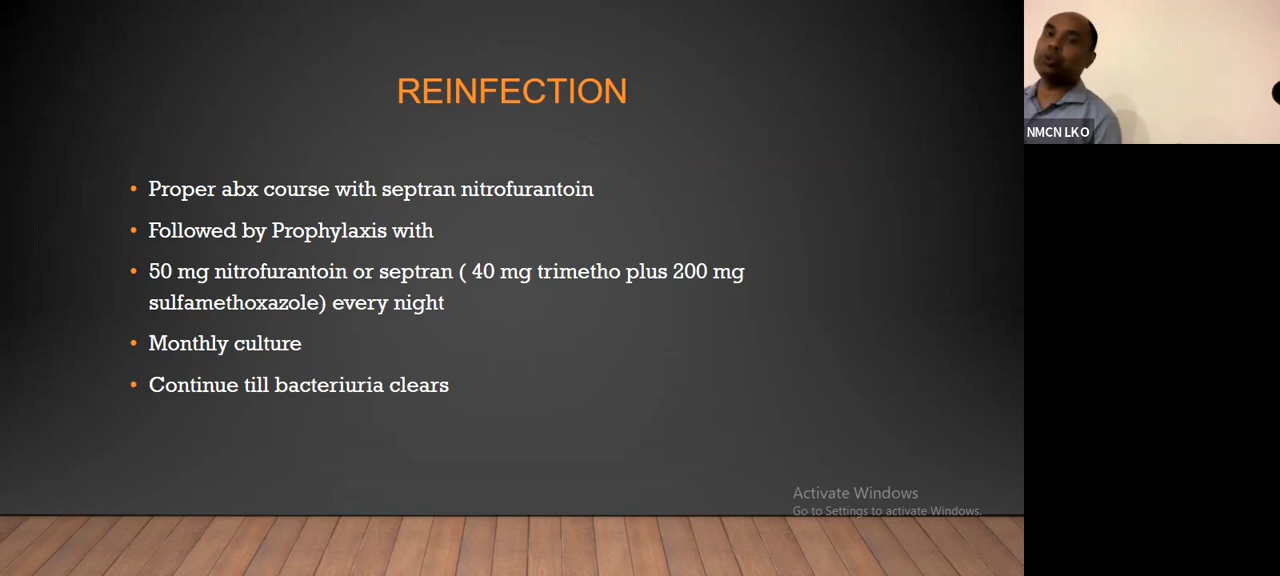 REINFECTION
Proper abx course with septran nitrofurantoin
Followed by Prophylaxis with
50 mg nitrofurantoin or septran ( 40 mg trimetho plus 200 mg
sulfamethoxazole) every night
Monthly culture
Continue till bacteriuria clears
Activate Windows
Go to Settings to activate Windows.
NMCN LKO